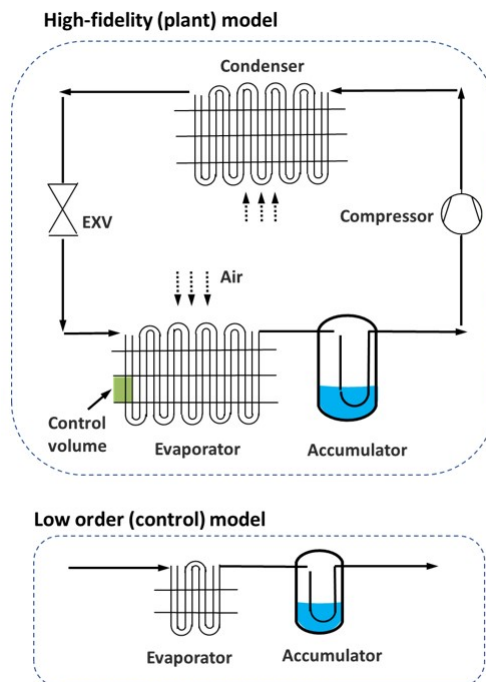 High-fidelity (plant) model
Condenser
EXV
Compressor
Air
Control
volume
Evaporator
Accumulator
Low order (control) model
Evaporator
Accumulator